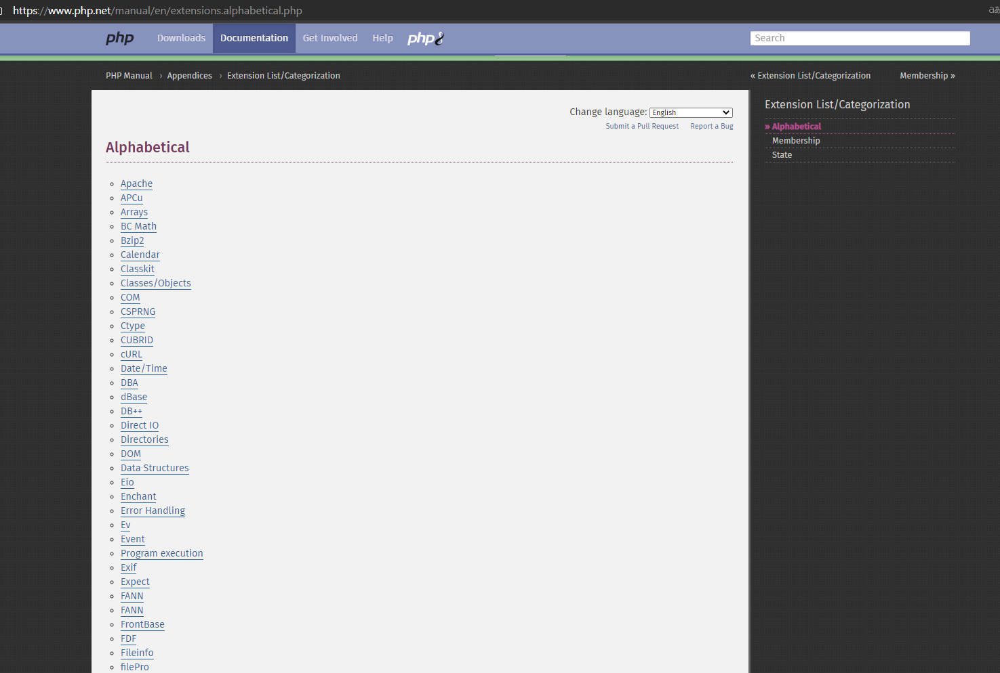 https://www.php.net/manual/en/extensions.alphabetical.php
php Downloads Documentation Get Involved Help php8 Search
PHP Manual › Appendices › Extension List/Categorization « Extension List/Categorization Membership »
Change language: English
Submit a Pull Request Report a Bug
Alphabetical
Apache
APCu
Arrays
BC Math
Bzip2
Calendar
Classkit
Classes/Objects
COM
CSPRNG
Ctype
CUBRID
cURL
Date/Time
DBA
dBase
DB++
Direct IO
Directories
DOM
Data Structures
Eio
Enchant
Error Handling
Ev
Event
Program execution
Exif
Expect
FANN
FANN
FrontBase
FDF
Fileinfo
filePro
Extension List/Categorization
» Alphabetical
Membership
State